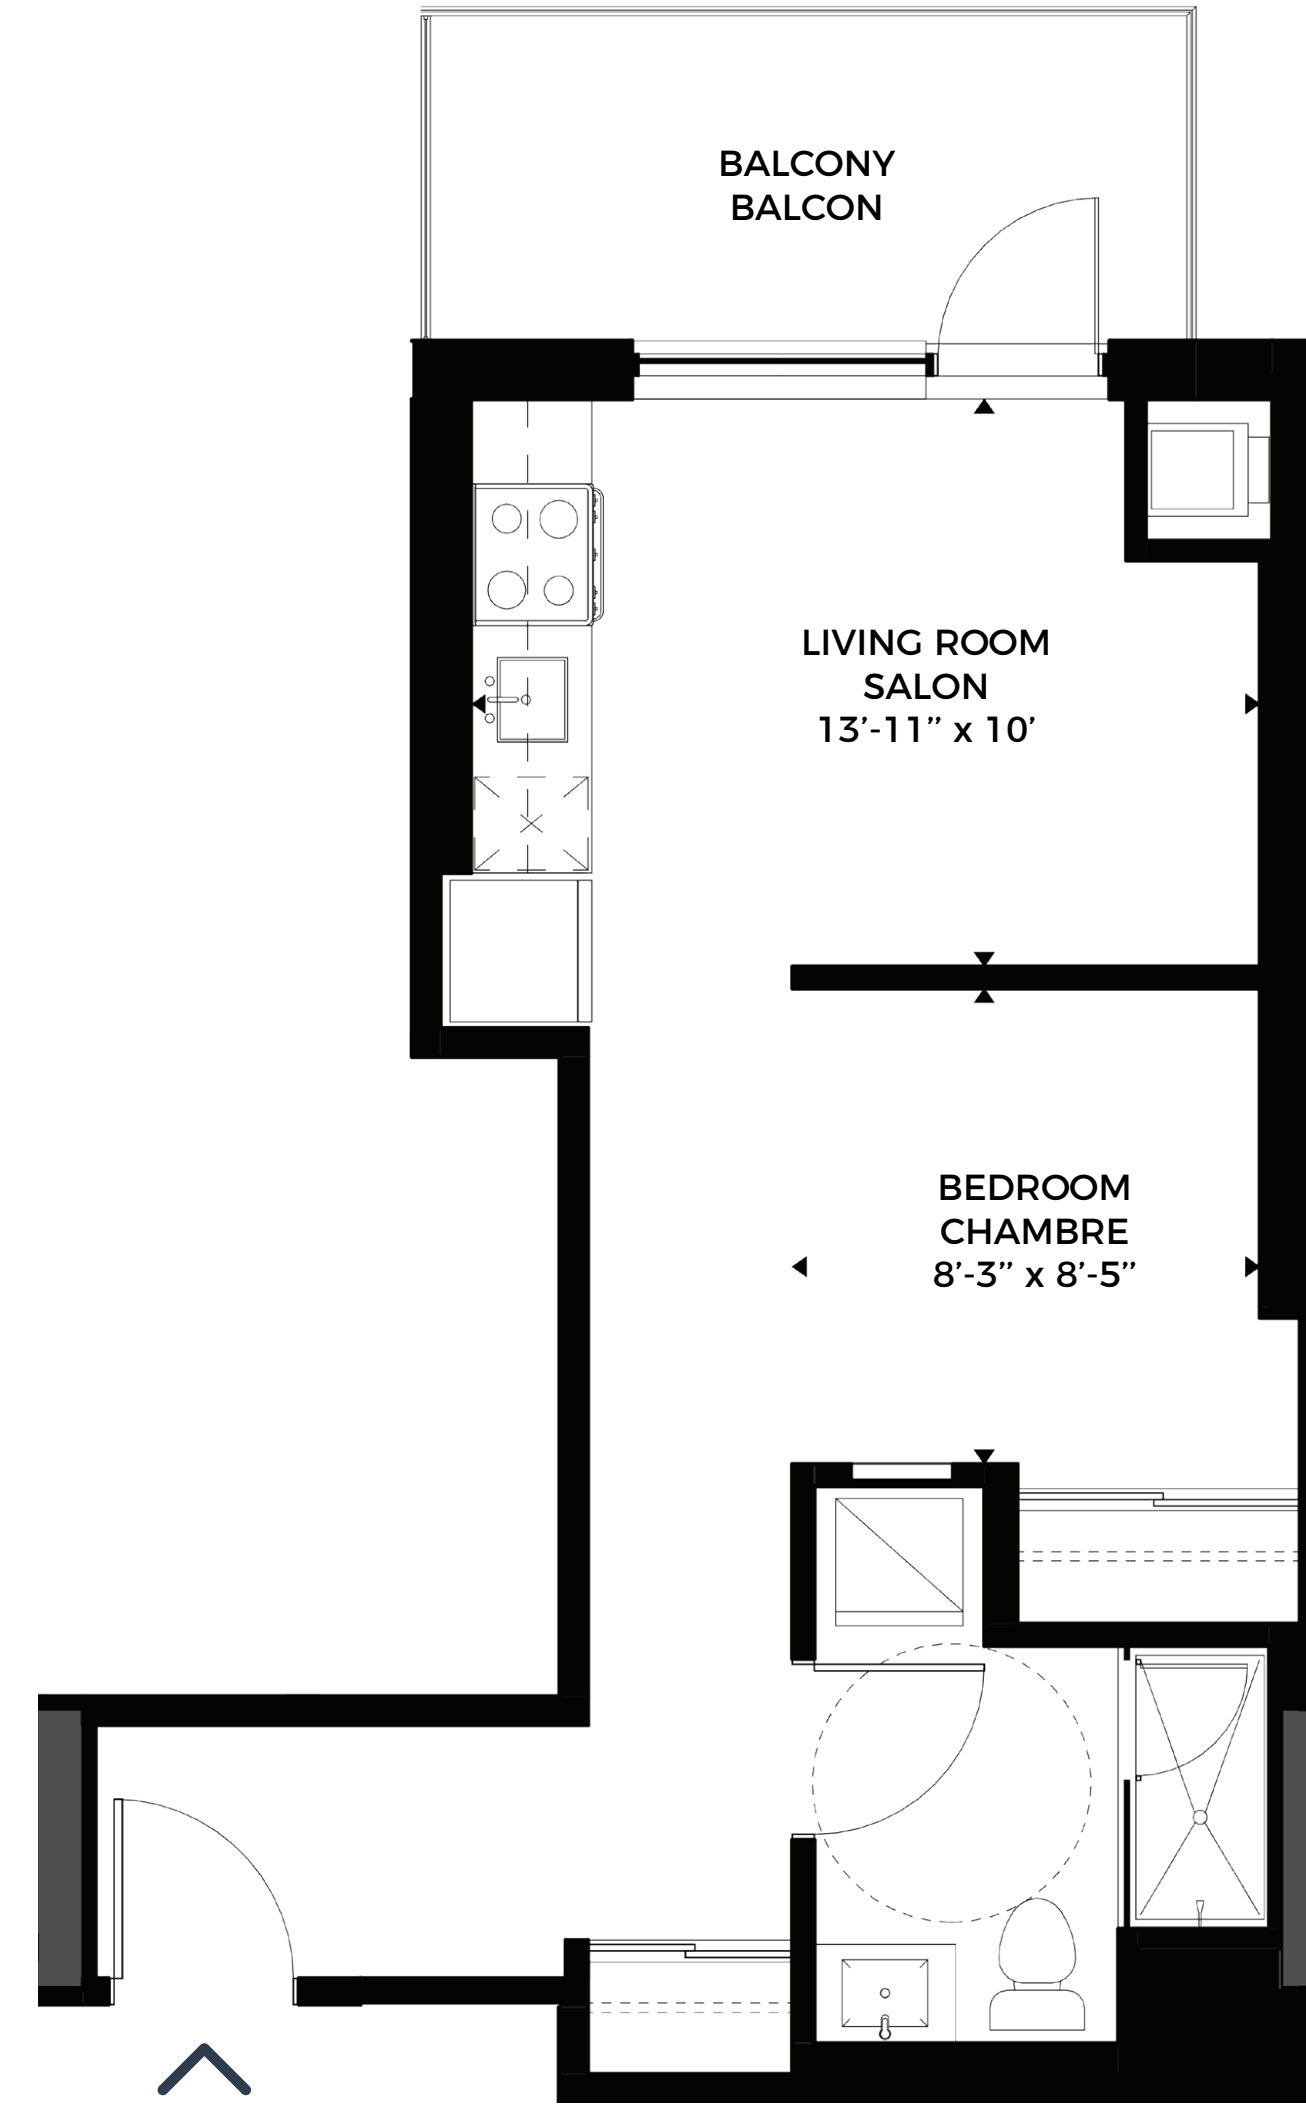 BALCONY
BALCON
LIVING ROOM
SALON
13’-11” x 10’
BEDROOM
CHAMBRE
8’-3” x 8’-5”